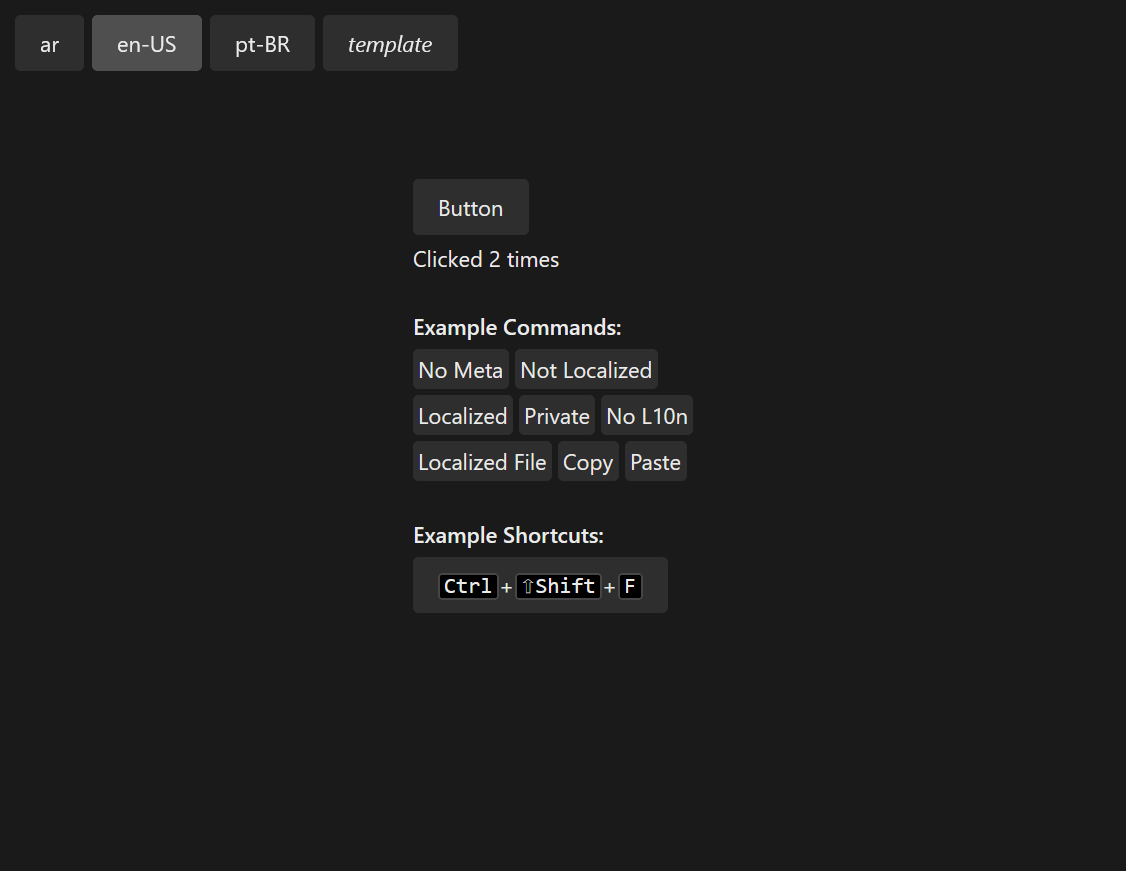 ar en-US pt-BR template
Button
Clicked 2 times
Example Commands:
No Meta Not Localized
Localized Private No L10n
Localized File Copy Paste
Example Shortcuts:
Ctrl+⇧Shift+F